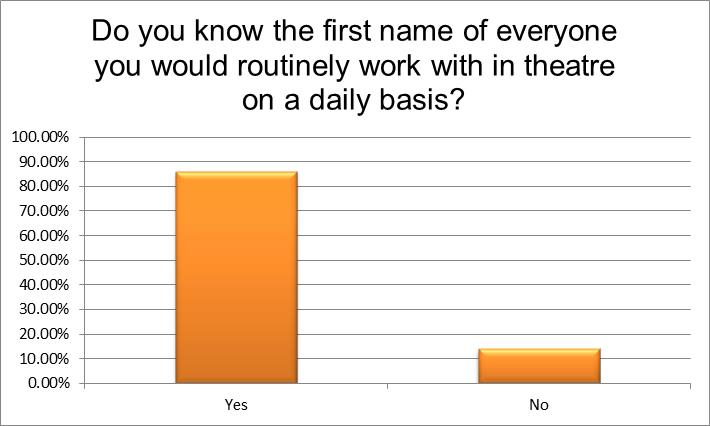 Do you know the first name of everyone
you would routinely work with in theatre
on a daily basis?
100.00%
90.00%
80.00%
70.00%
60.00%
50.00%
40.00%
30.00%
20.00%
10.00%
0.00%
Yes No